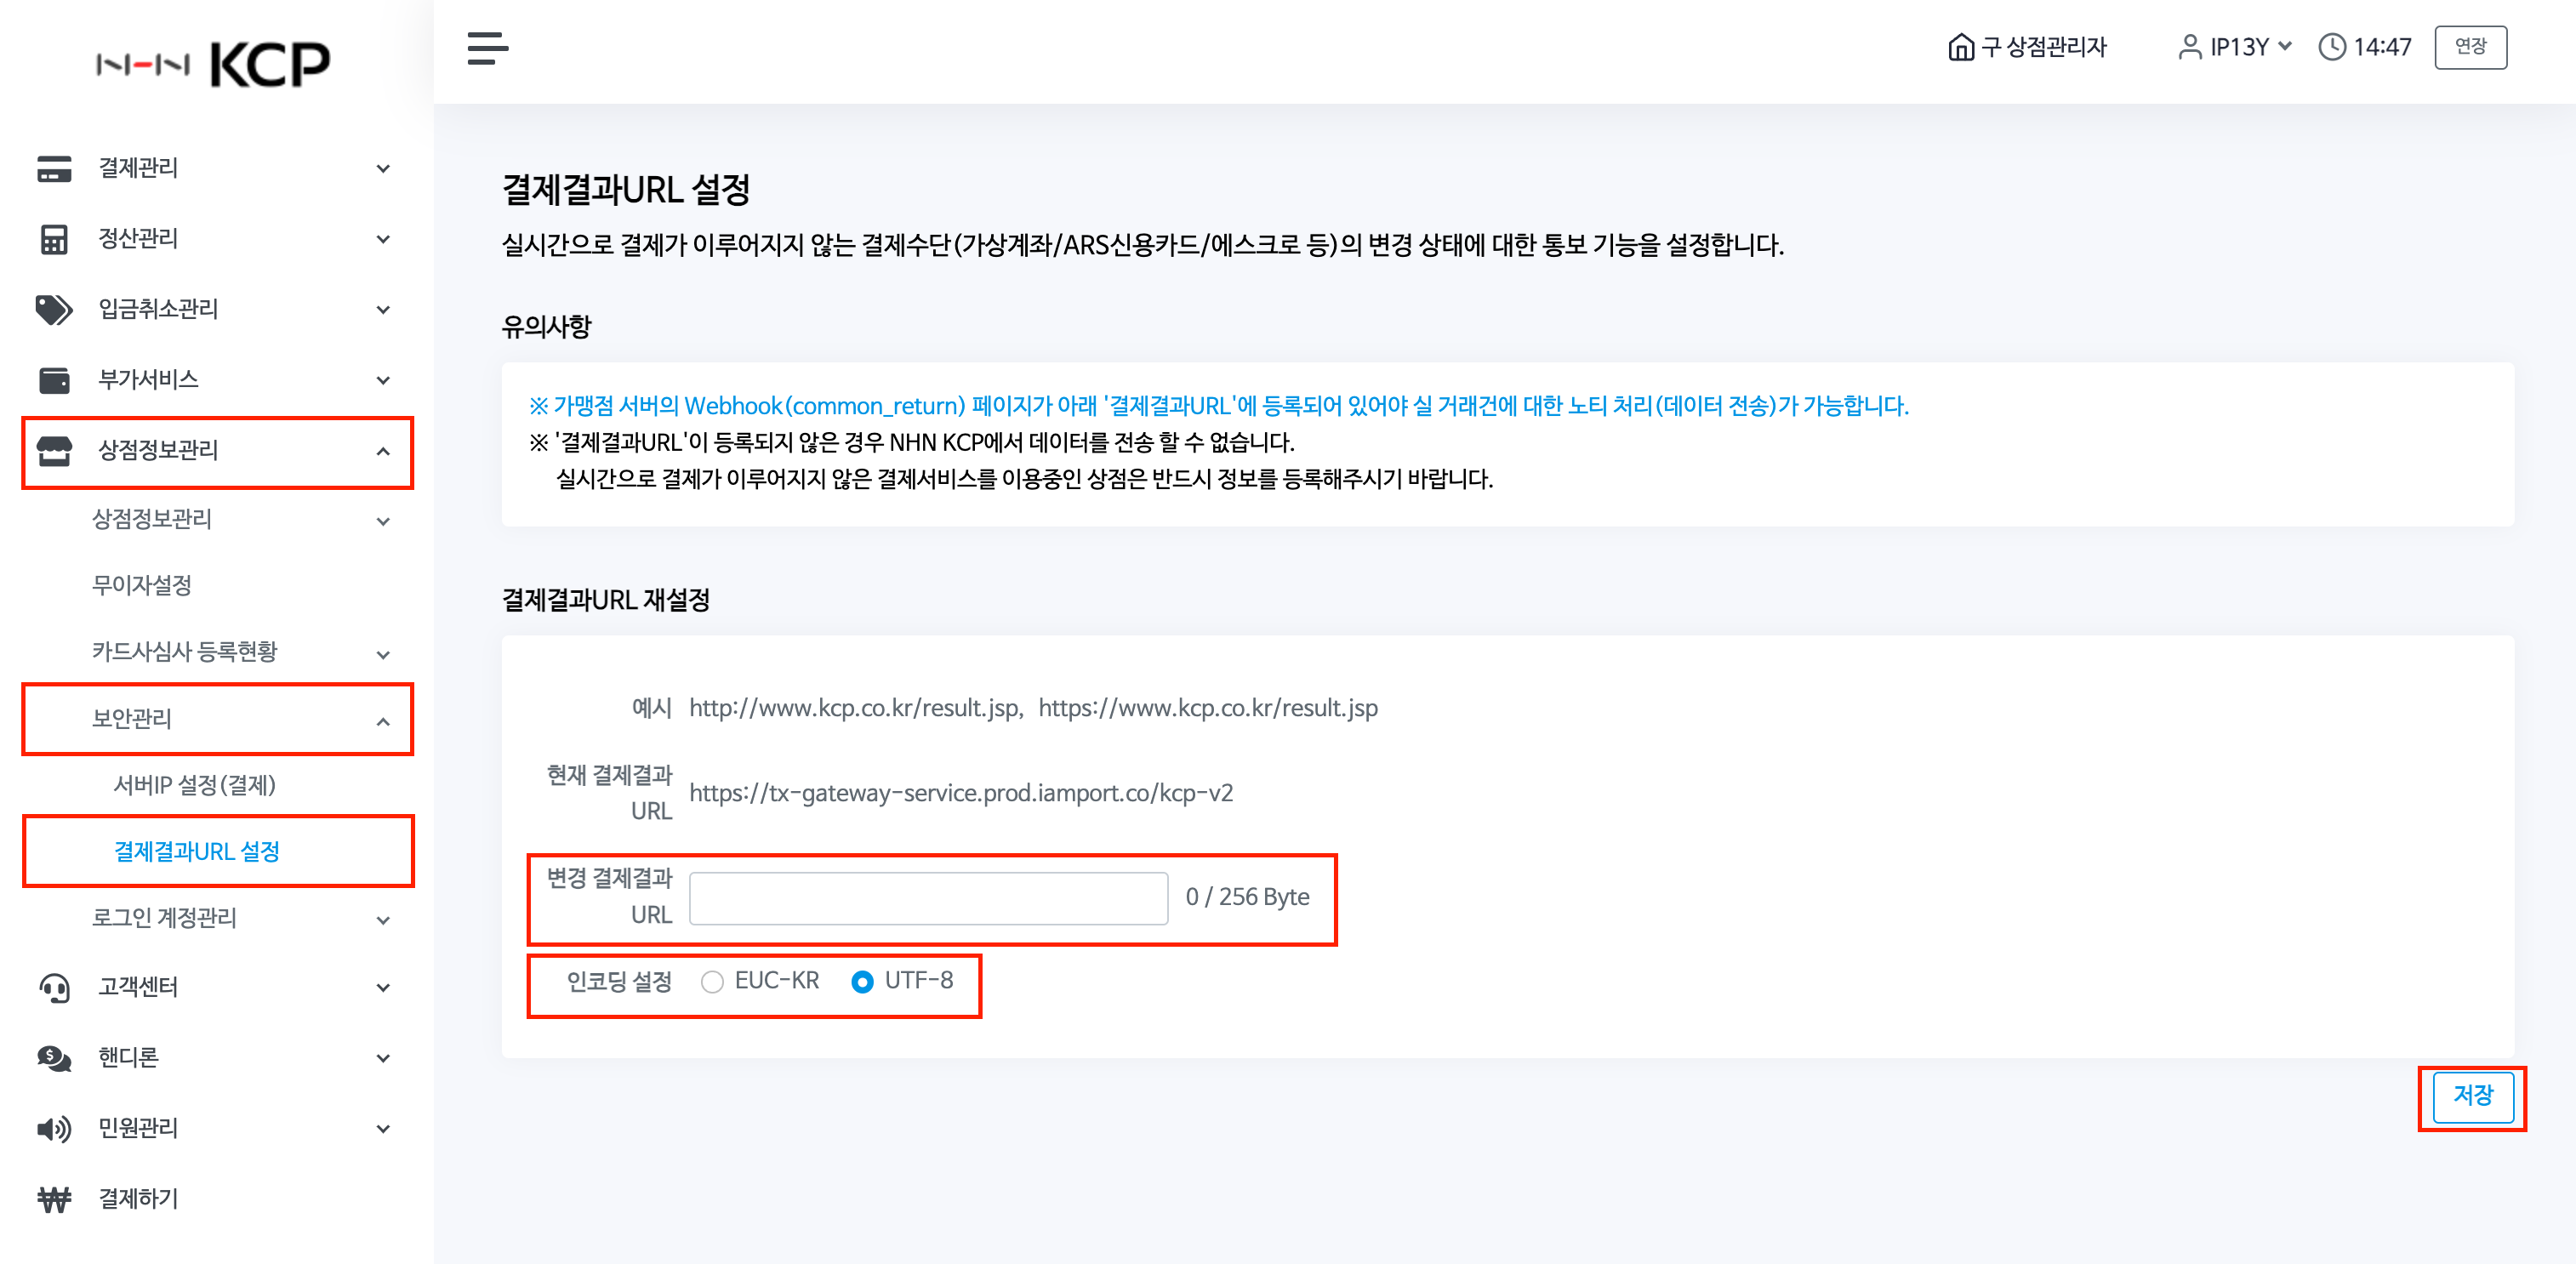 NHN KCP
결제관리
정산관리
입금취소관리
부가서비스
상점정보관리
상점정보관리
무이자설정
카드사심사 등록현황
보안관리
서버IP 설정(결제)
결제결과URL 설정
로그인 계정관리
고객센터
핸디론
민원관리
결제하기
구 상점관리자
IP13Y
14:47
연장
결제결과URL 설정
실시간으로 결제가 이루어지지 않는 결제수단(가상계좌/ARS신용카드/에스크로 등)의 변경 상태에 대한 통보 기능을 설정합니다.
유의사항
※ 가맹점 서버의 Webhook(common_return) 페이지가 아래 '결제결과URL'에 등록되어 있어야 실 거래건에 대한 노티 처리(데이터 전송)가 가능합니다.
※ '결제결과URL'이 등록되지 않은 경우 NHN KCP에서 데이터를 전송 할 수 없습니다.
실시간으로 결제가 이루어지지 않은 결제서비스를 이용중인 상점은 반드시 정보를 등록해주시기 바랍니다.
결제결과URL 재설정
예시 http://www.kcp.co.kr/result.jsp, https://www.kcp.co.kr/result.jsp
현재 결제결과
URL
https://tx-gateway-service.prod.iamport.co/kcp-v2
변경 결제결과
URL
0 / 256 Byte
인코딩 설정 EUC-KR UTF-8
저장